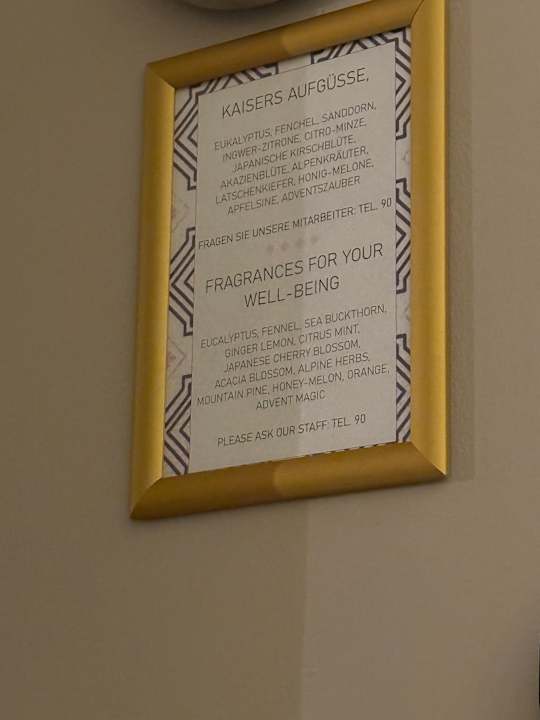 KAISERS AUFGÜSSE,
EUKALYPTUS, FENCHEL, SANDDORN,
INGWER-ZITRONE, CITRO-MINZE,
JAPANISCHE KIRSCHBLÜTE,
AKAZIENBLÜTE, ALPENKRÄUTER,
LATSCHENKIEFER, HONIG-MELONE,
APFELSINE, ADVENTSZAUBER
FRAGEN SIE UNSERE MITARBEITER: TEL. 90
FRAGRANCES FOR YOUR
WELL-BEING
EUCALYPTUS, FENNEL, SEA BUCKTHORN,
GINGER LEMON, CITRUS MINT,
JAPANESE CHERRY BLOSSOM,
ACACIA BLOSSOM, ALPINE HERBS,
MOUNTAIN PINE, HONEY-MELON, ORANGE,
ADVENT MAGIC
PLEASE ASK OUR STAFF: TEL. 90